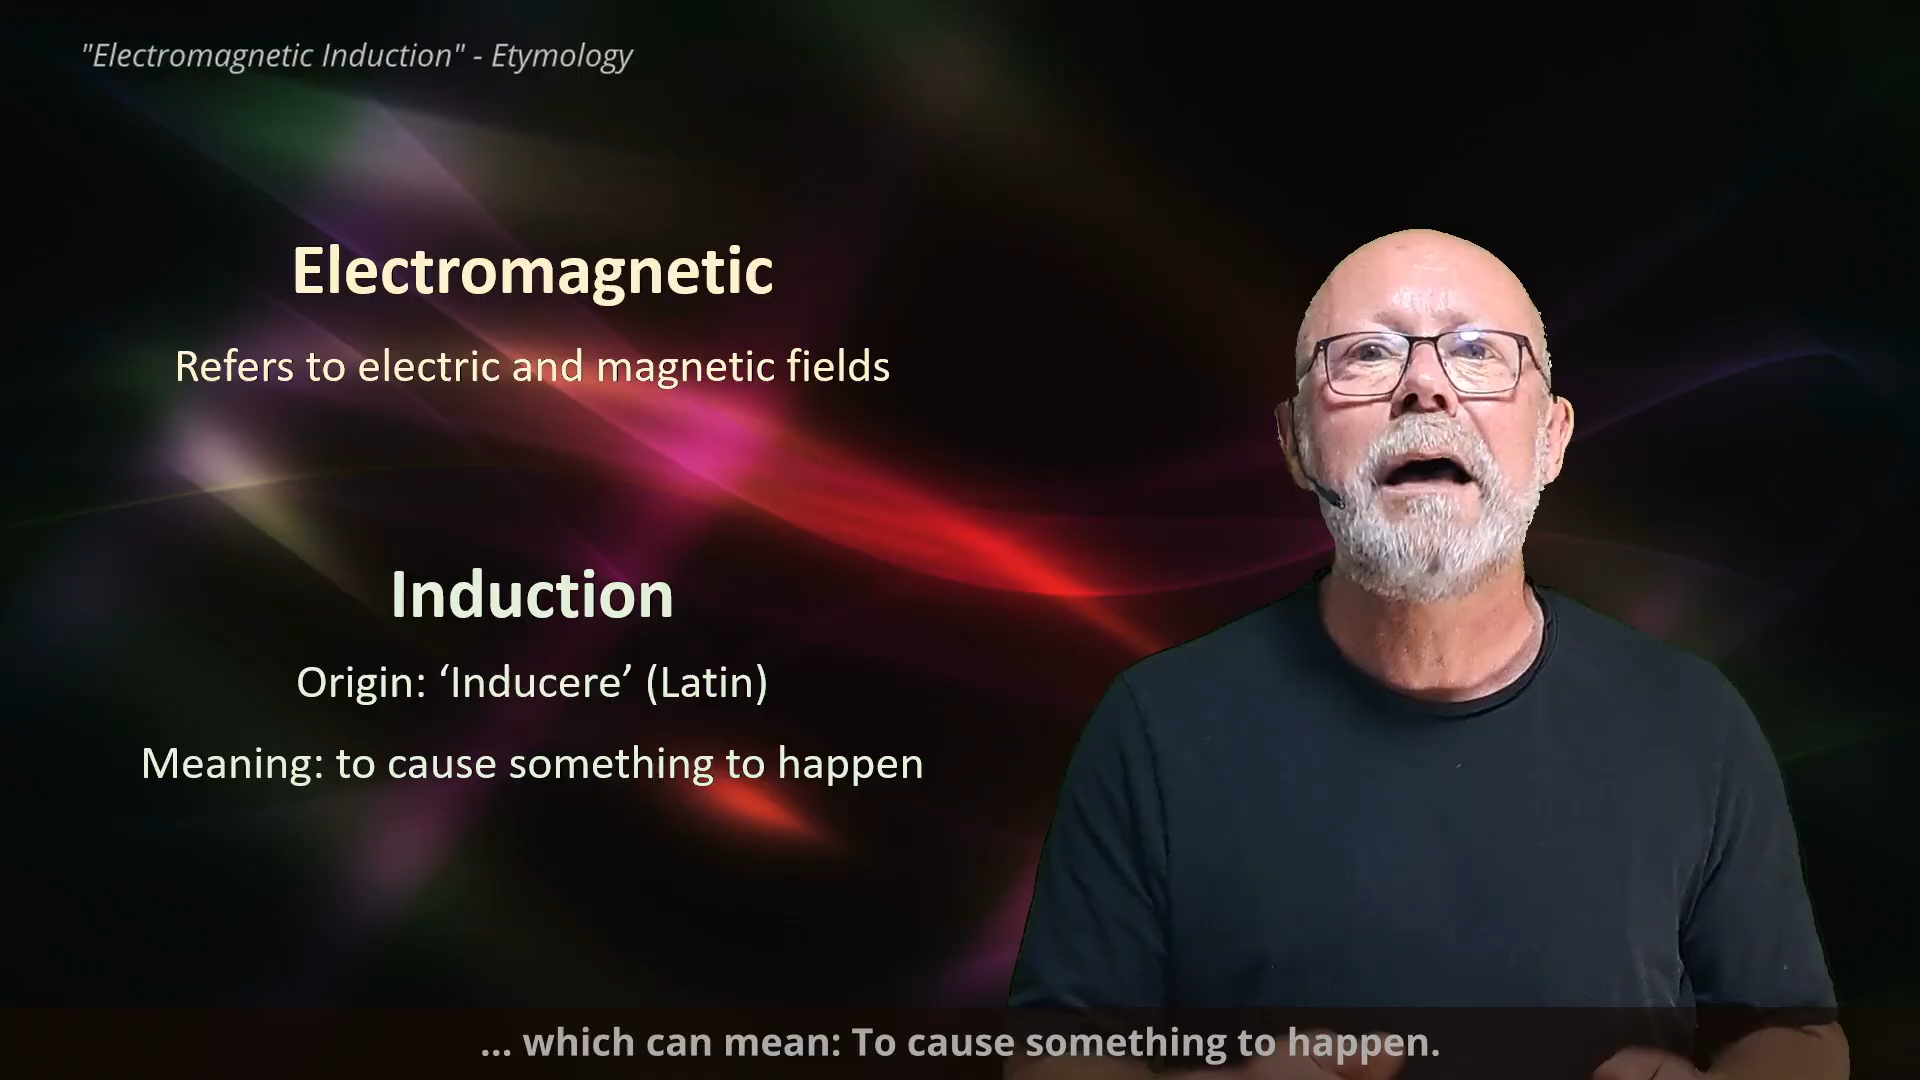 "Electromagnetic Induction" - Etymology
Electromagnetic
Refers to electric and magnetic fields
Induction
Origin: ‘Inducere’ (Latin)
Meaning: to cause something to happen
... which can mean: To cause something to happen.